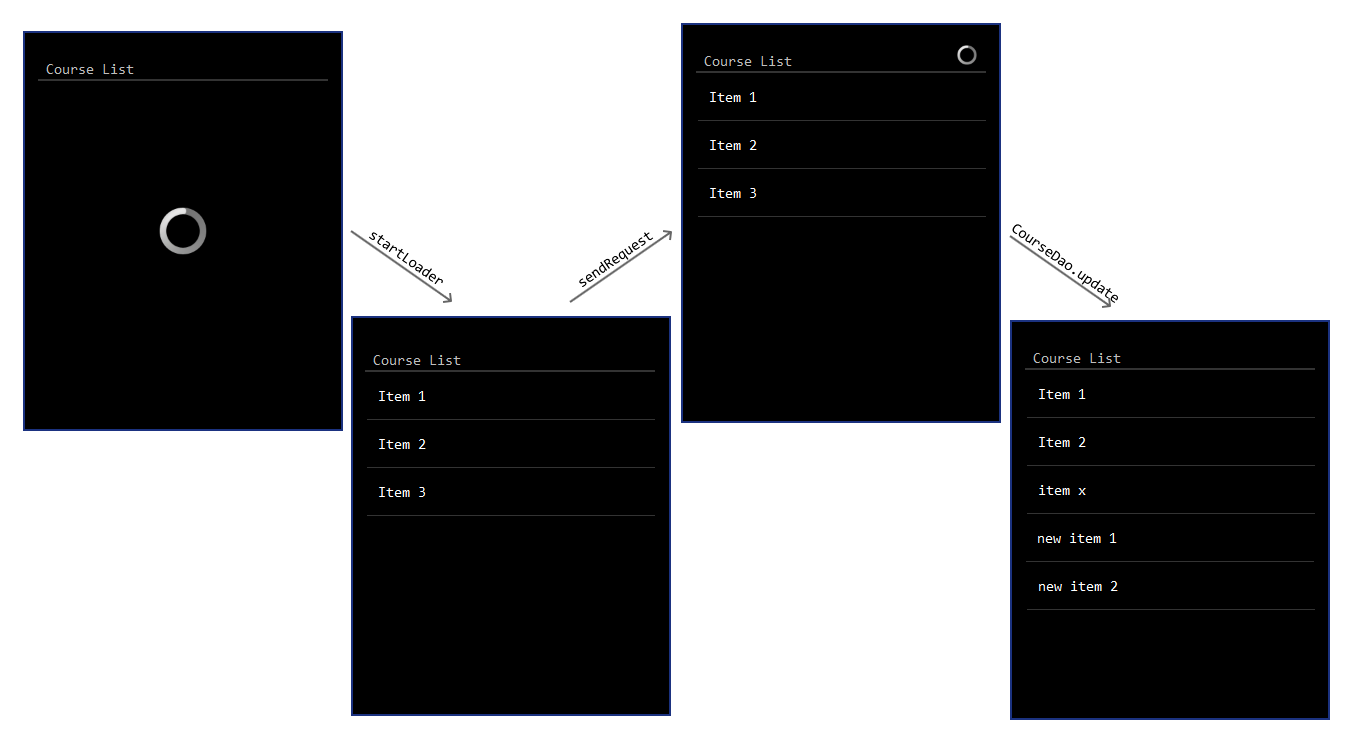 Course List
startLoader
Course List
Item 1
Item 2
Item 3
sendRequest
Course List
Item 1
Item 2
Item 3
CourseDao.update
Course List
Item 1
Item 2
item x
new item 1
new item 2